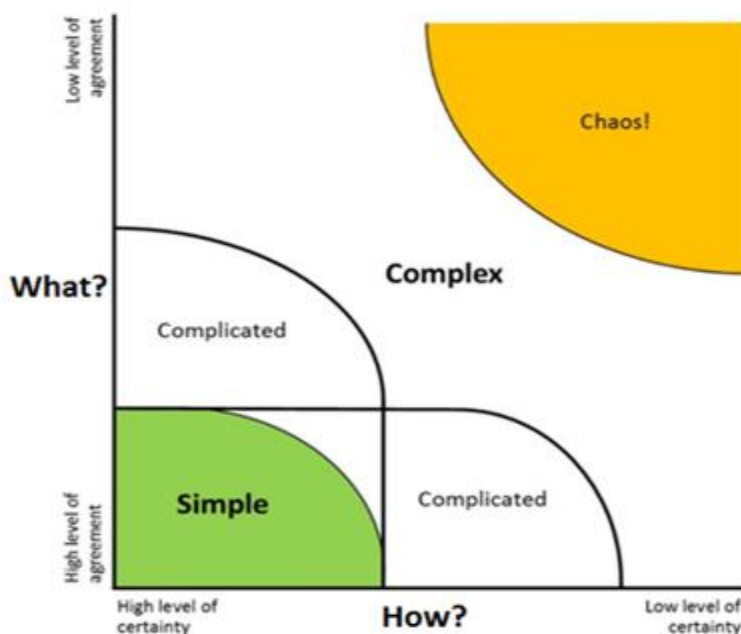 Low level of
agreement
Chaos!
What?
Complex
Complicated
Simple
Complicated
High level of
agreement
High level of
certainty
How?
Low level of
certainty